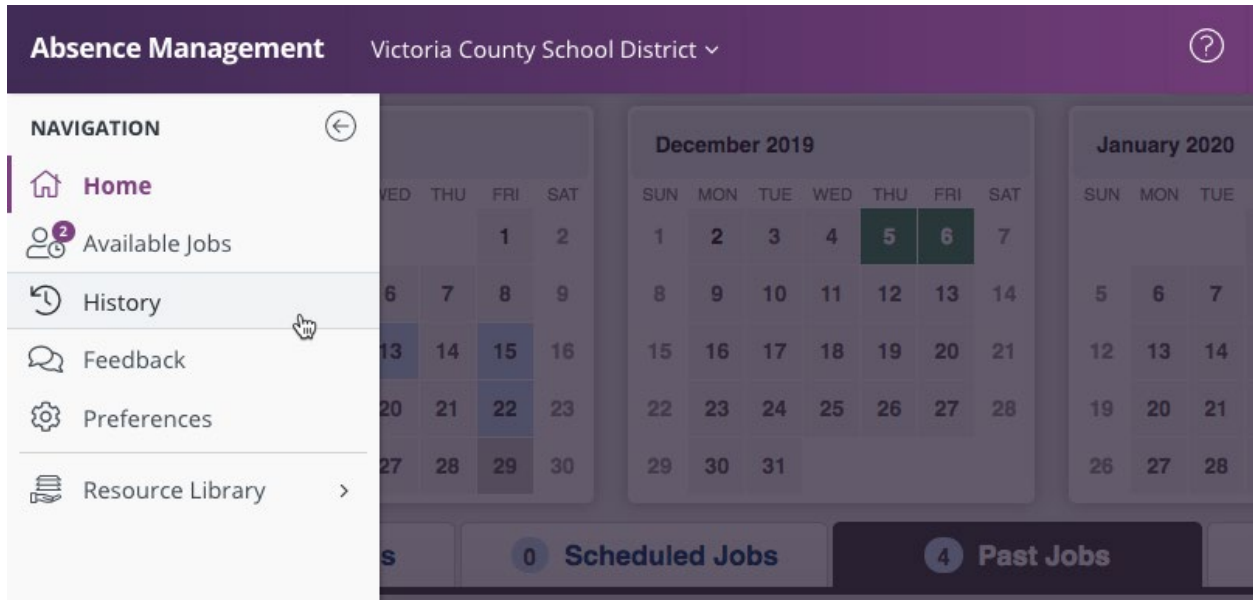 Absence Management Victoria County School District
?
NAVIGATION
Home
2
Available Jobs
History
Feedback
Preferences
Resource Library
WED THU FRI SAT
1 2
6 7 8 9
13 14 15 16
20 21 22 23
27 28 29 30
December 2019
SUN MON TUE WED THU FRI SAT
1 2 3 4 5 6 7
8 9 10 11 12 13 14
15 16 17 18 19 20 21
22 23 24 25 26 27 28
29 30 31
January 2020
SUN MON TUE
5 6 7
12 13 14
19 20 21
26 27 28
s
0 Scheduled Jobs
4 Past Jobs